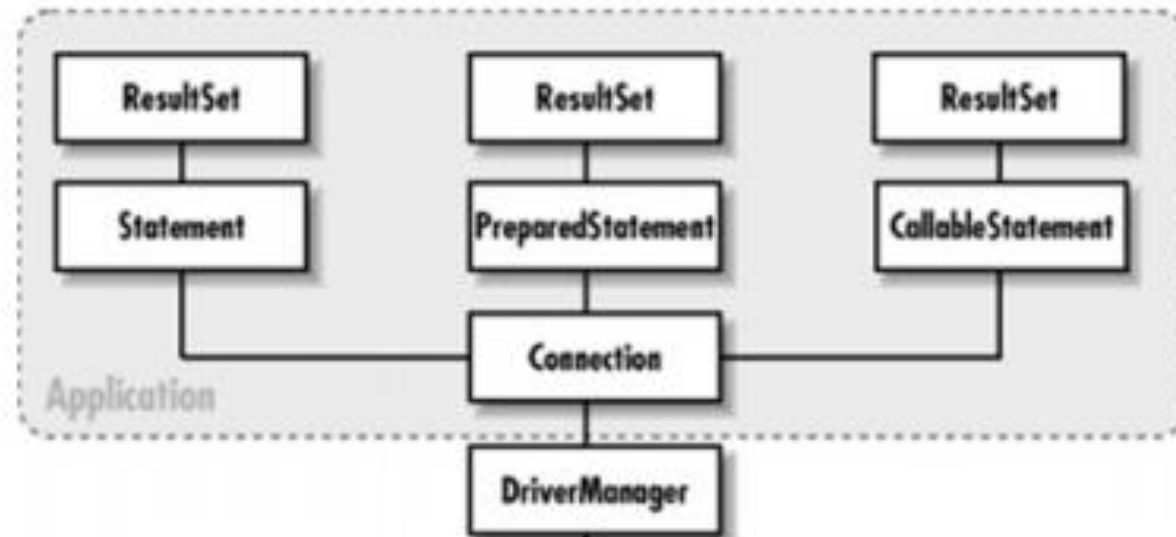 ResultSet
ResultSet
ResultSet
Statement
PreparedStatement
CallableStatement
Connection
Application
DriverManager